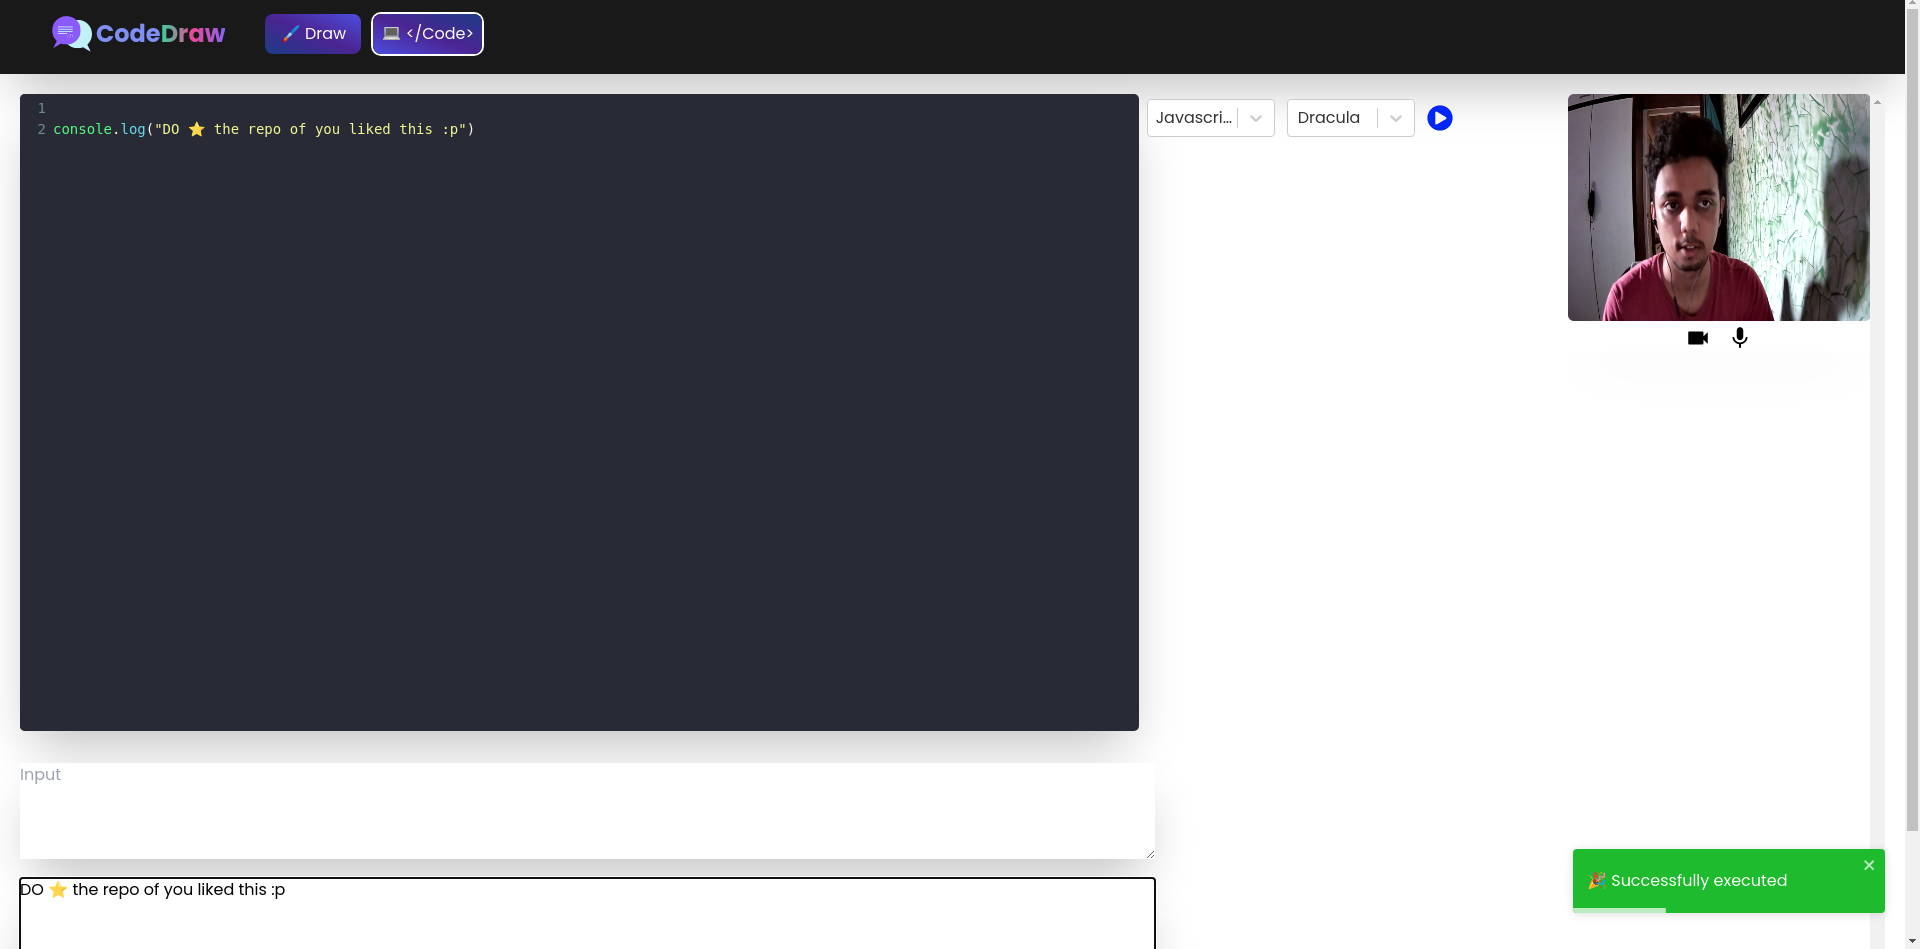 CodeDraw
🖌️ Draw
💻 </Code>
1
2 console.log("DO ⭐ the repo of you liked this :p")
Javascri...
Dracula
Input
DO ⭐ the repo of you liked this :p
🎉 Successfully executed